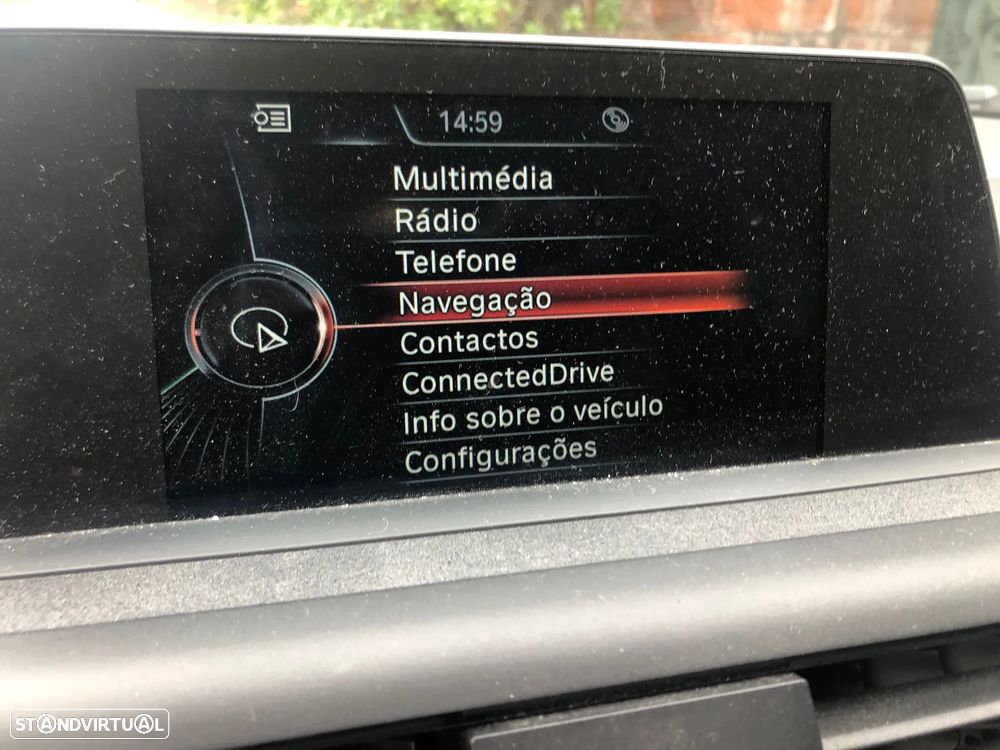 14:59
Multimédia
Rádio
Telefone
Navegação
Contactos
ConnectedDrive
Info sobre o veículo
Configurações
STANDVIRTUAL